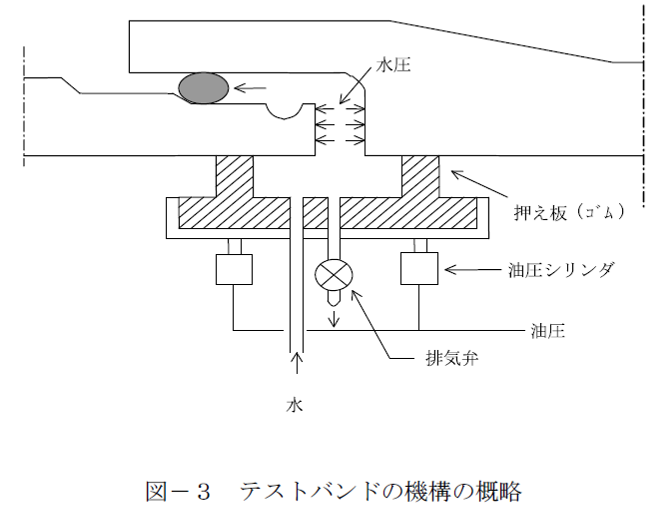 水圧
押え板（ｺﾞﾑ）
油圧シリンダ
油圧
排気弁
水
図－３　テストバンドの機構の概略